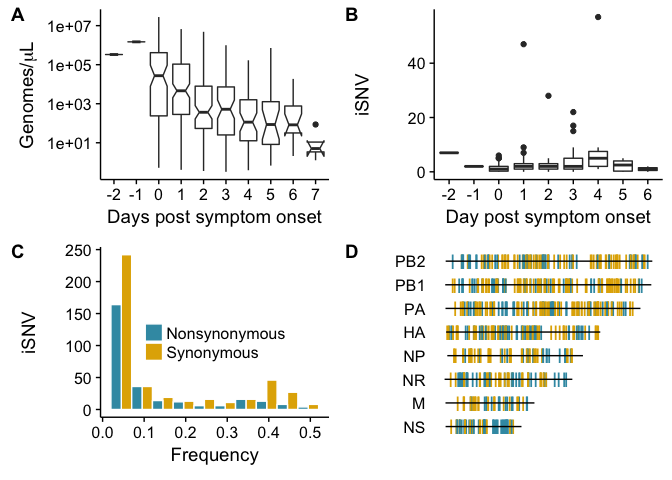 A
Genomes/μL
1e+07
1e+05
1e+03
1e+01
-2 -1 0 1 2 3 4 5 6 7
Days post symptom onset
B
iSNV
40
20
0
-2 -1 0 1 2 3 4 5 6
Day post symptom onset
C
iSNV
250
200
150
100
50
0
Nonsynonymous
Synonymous
0.0 0.1 0.2 0.3 0.4 0.5
Frequency
D
PB2
PB1
PA
HA
NP
NR
M
NS